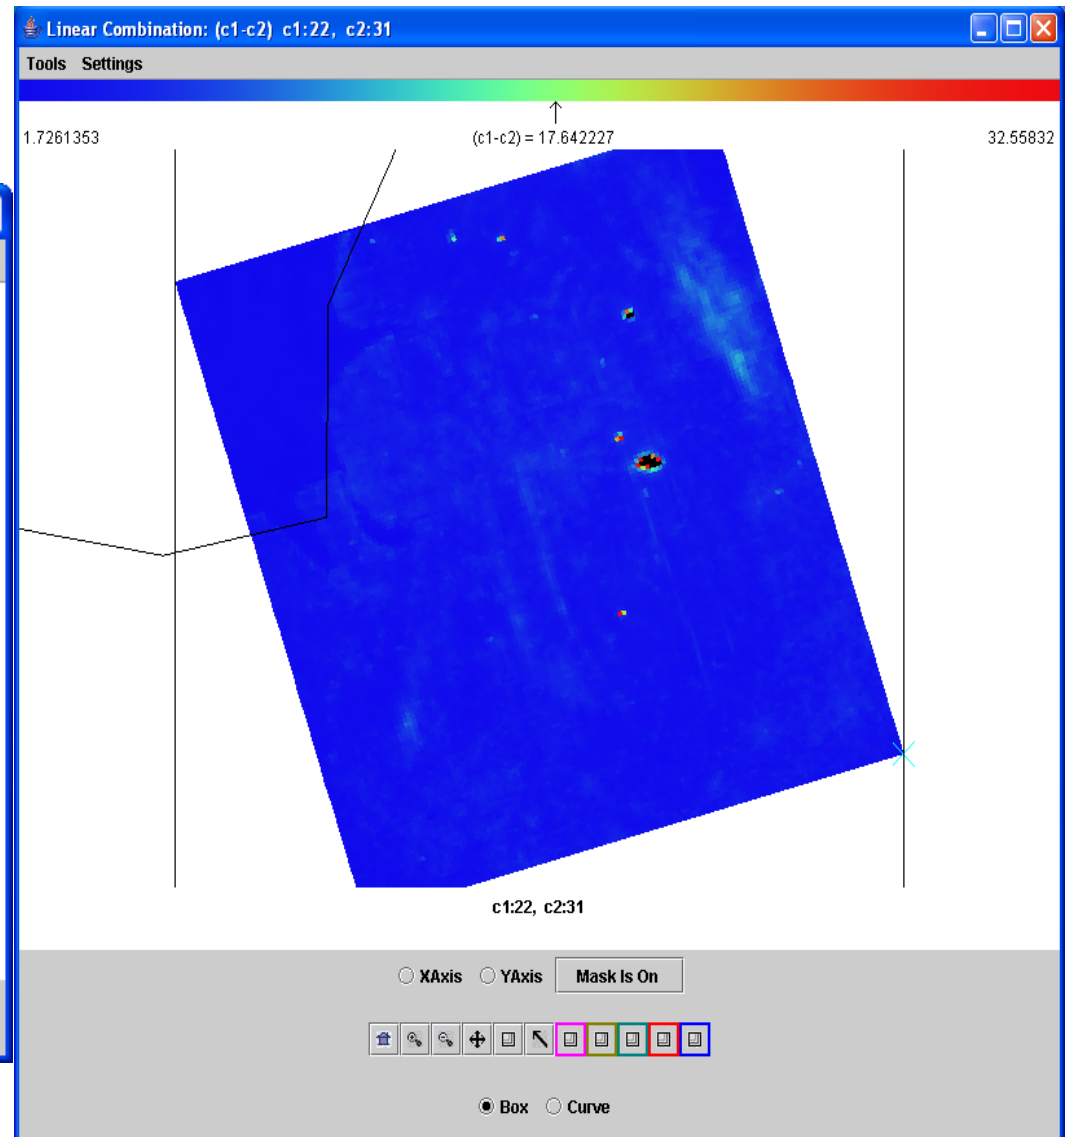 Linear Combination: (c1-c2) c1:22, c2:31
Tools Settings
1.7261353 (c1-c2) = 17.642227 32.55832
c1:22, c2:31
XAxis YAxis Mask Is On
Box Curve